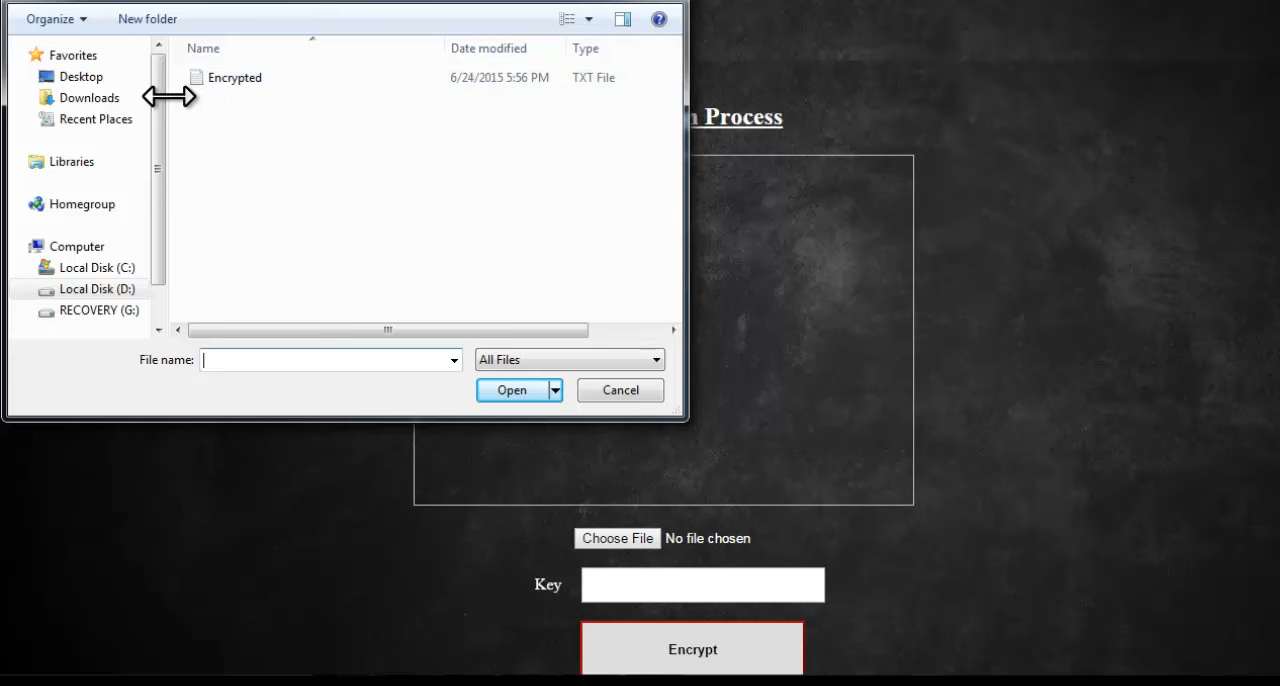 Organize New folder
Name Date modified Type
Favorites
Encrypted 6/24/2015 5:56 PM TXT File
Desktop
Downloads
Recent Places
Process
Libraries
Homegroup
Computer
Local Disk (C:)
Local Disk (D:)
RECOVERY (G:)
File name: All Files
Open Cancel
Choose File No file chosen
Key
Encrypt